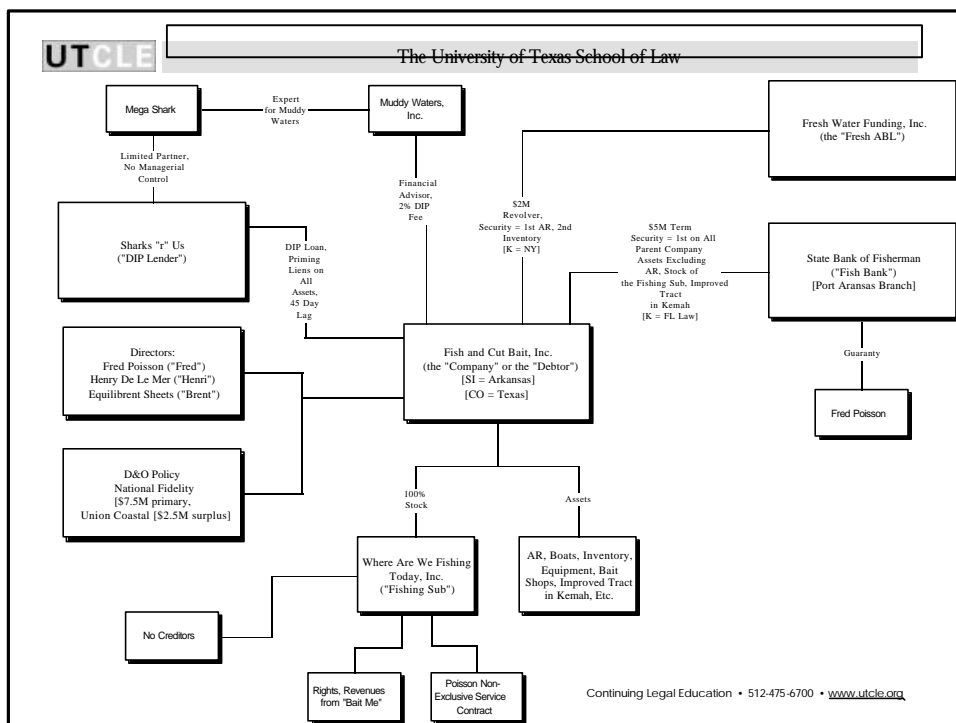 UTCLE
The University of Texas School of Law
Mega Shark
Expert
for Muddy
Waters
Muddy Waters,
Inc.
Fresh Water Funding, Inc.
(the "Fresh ABL")
Limited Partner,
No Managerial
Control
Financial
Advisor,
2% DIP
Fee
$2M
Revolver,
Security = 1st AR, 2nd
Inventory
[K = NY]
$5M Term
Security = 1st on All
Parent Company
Assets Excluding
AR, Stock of
the Fishing Sub, Improved
Tract
in Kemah
[K = FL Law]
Sharks "r" Us
("DIP Lender")
DIP Loan,
Priming
Liens on
All
Assets,
45 Day
Lag
State Bank of Fisherman
("Fish Bank")
[Port Aransas Branch]
Directors:
Fred Poisson ("Fred")
Henry De Le Mer ("Henri")
Equilibrent Sheets ("Brent")
Fish and Cut Bait, Inc.
(the "Company" or the "Debtor")
[SI = Arkansas]
[CO = Texas]
Guaranty
Fred Poisson
D&O Policy
National Fidelity
[$7.5M primary,
Union Coastal [$2.5M surplus]
100%
Stock
Assets
Where Are We Fishing
Today, Inc.
("Fishing Sub")
AR, Boats, Inventory,
Equipment, Bait
Shops, Improved Tract
in Kemah, Etc.
No Creditors
Rights, Revenues
from "Bait Me"
Poisson Non-
Exclusive Service
Contract
Continuing Legal Education • 512-475-6700 • www.utcle.org